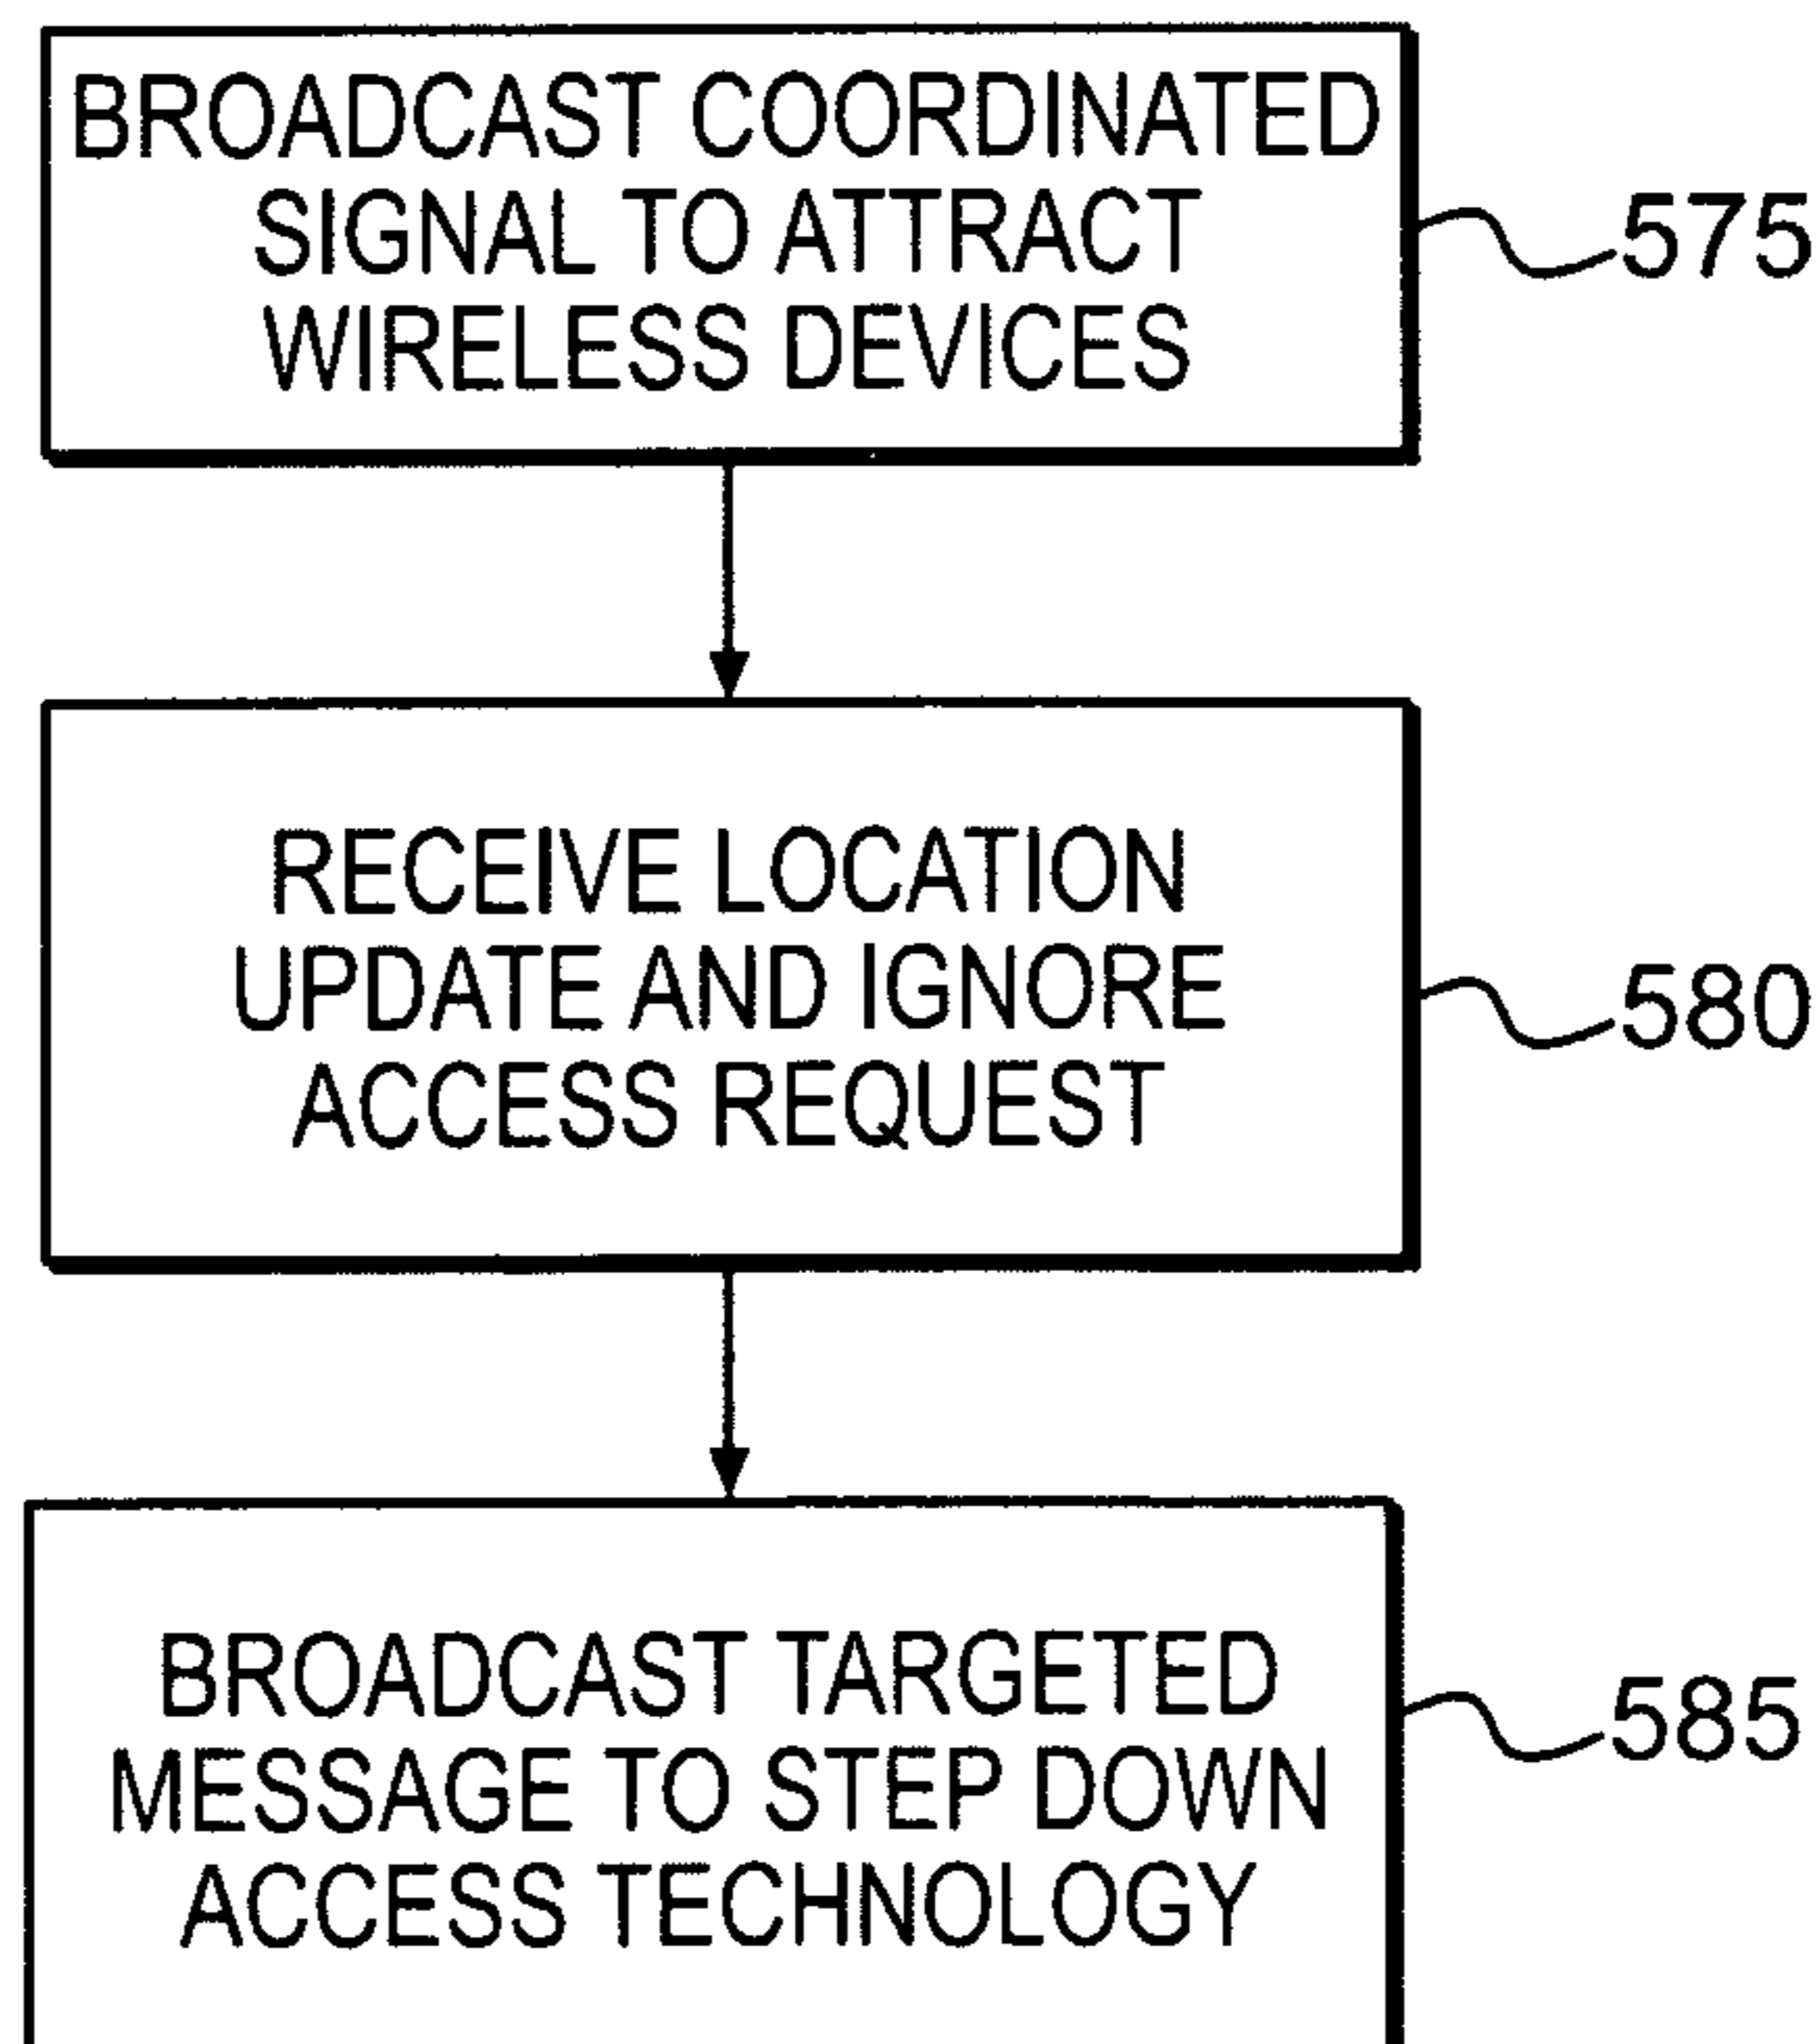 BROADCAST COORDINATED
SIGNAL TO ATTRACT
WIRELESS DEVICES
575
RECEIVE LOCATION
UPDATE AND IGNORE
ACCESS REQUEST
580
BROADCAST TARGETED
MESSAGE TO STEP DOWN
ACCESS TECHNOLOGY
585